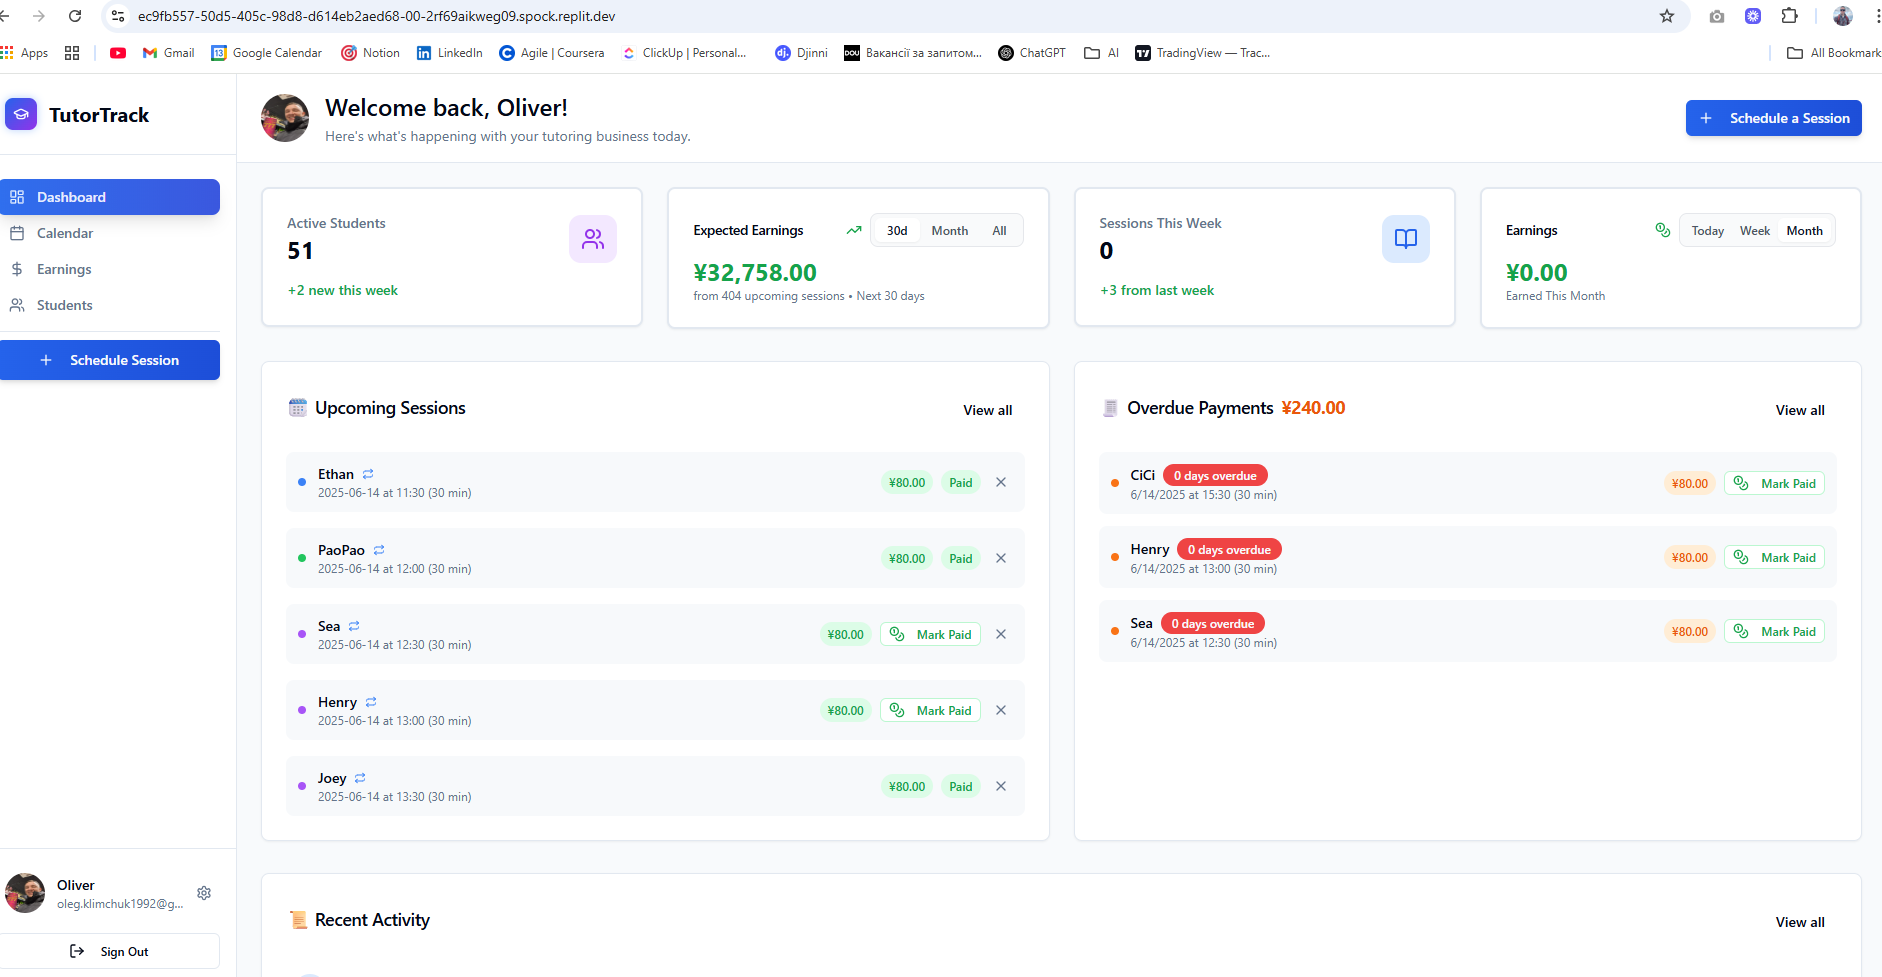 ec9fb557-50d5-405c-98d8-d614eb2aed68-00-2rf69aikweg09.spock.replit.dev
Apps
Gmail
13 Google Calendar
Notion
LinkedIn
Agile | Coursera
ClickUp | Personal...
dj. Djinni
DOU Вакансії за запитом...
ChatGPT
AI
TradingView — Trac...
All Bookmark
TutorTrack
Dashboard
Calendar
Earnings
Students
Schedule Session
Oliver
oleg.klimchuk1992@g...
Sign Out
Welcome back, Oliver!
Here's what's happening with your tutoring business today.
Schedule a Session
Active Students
51
+2 new this week
Expected Earnings
30d Month All
¥32,758.00
from 404 upcoming sessions • Next 30 days
Sessions This Week
0
+3 from last week
Earnings
Today Week Month
¥0.00
Earned This Month
Upcoming Sessions
View all
Ethan
2025-06-14 at 11:30 (30 min)
¥80.00 Paid
PaoPao
2025-06-14 at 12:00 (30 min)
¥80.00 Paid
Sea
2025-06-14 at 12:30 (30 min)
¥80.00 Mark Paid
Henry
2025-06-14 at 13:00 (30 min)
¥80.00 Mark Paid
Joey
2025-06-14 at 13:30 (30 min)
¥80.00 Paid
Overdue Payments ¥240.00
View all
CiCi 0 days overdue
6/14/2025 at 15:30 (30 min)
¥80.00 Mark Paid
Henry 0 days overdue
6/14/2025 at 13:00 (30 min)
¥80.00 Mark Paid
Sea 0 days overdue
6/14/2025 at 12:30 (30 min)
¥80.00 Mark Paid
Recent Activity
View all